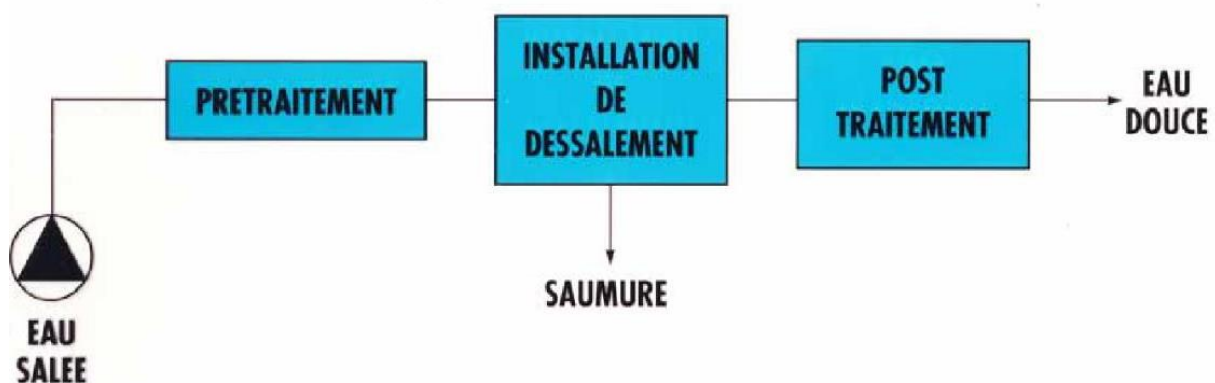 EAU
SALEE
PRETRAITEMENT
INSTALLATION
DE
DESSALEMENT
SAUMURE
POST
TRAITEMENT
EAU
DOUCE